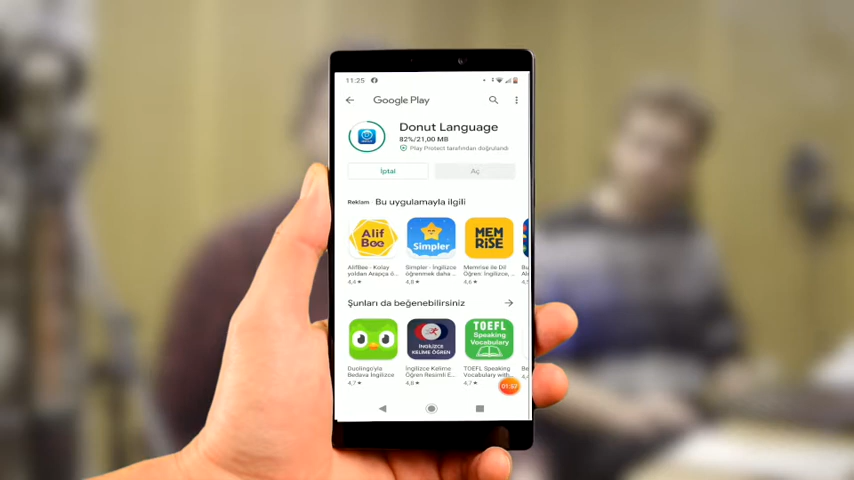 11:25
Google Play
Donut Language
82%/21,00 MB
Play Protect tarafından doğrulandı
İptal
Aç
Reklam Bu uygulamayla ilgili
Alif Bee
Simpler
MEM RiSE
AlifBee - Kolay yoldan Arapça ö..
Simpler - İngilizce öğrenmek daha ..
Memrise ile Dil Öğren: İngilizce, ..
4,4 ★
4,8 ★
4,6 ★
Şunları da beğenebilirsiniz
İNGİLİZCE KELİME ÖĞREN
TOEFL Speaking Vocabulary
Duolingo'yla Bedava İngilizce
İngilizce Kelime Öğren Resimli E...
TOEFL Speaking Vocabulary with..
4,7 ★
4,6 ★
4,7 ★
01:57